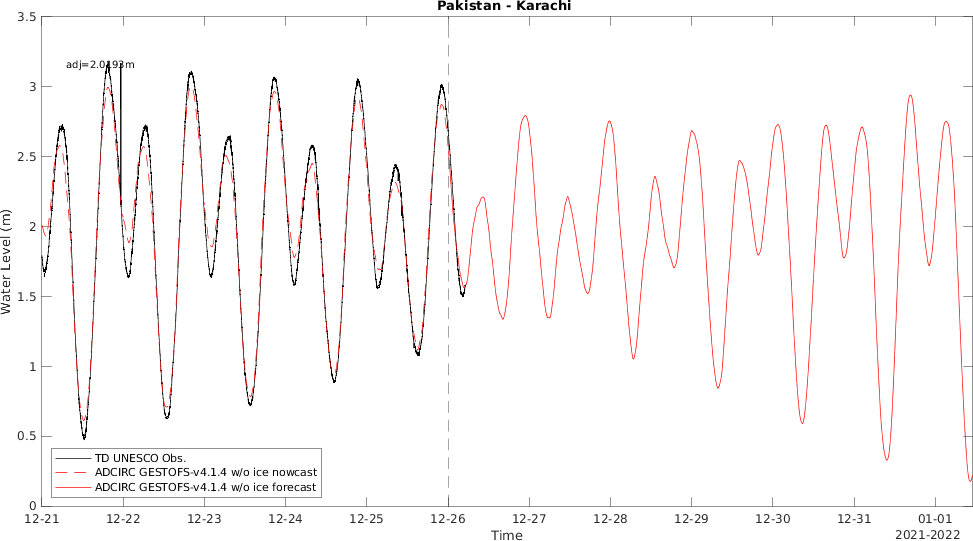 Pakistan - Karachi
3.5
3
2.5
2
1.5
1
0.5
0
Water Level (m)
adj=2.0193m
TD UNESCO Obs.
ADCIRC GESTOFS-v4.1.4 w/o ice nowcast
ADCIRC GESTOFS-v4.1.4 w/o ice forecast
12-21 12-22 12-23 12-24 12-25 12-26 12-27 12-28 12-29 12-30 12-31 01-01
Time
2021-2022